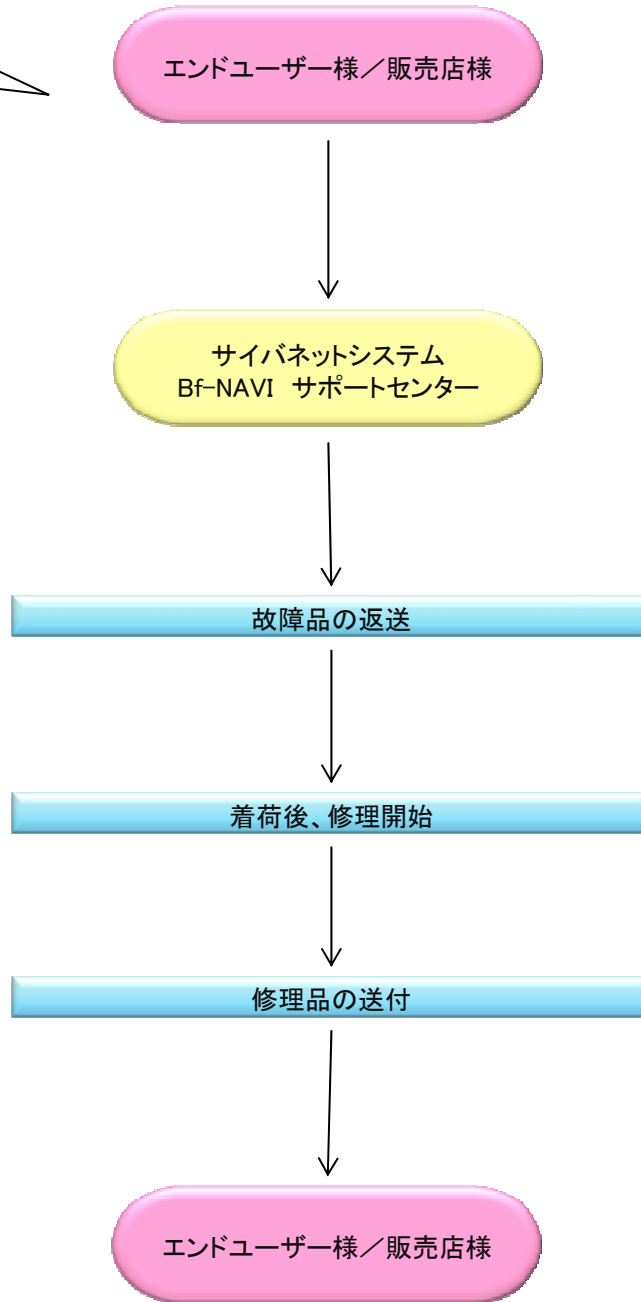 エンドユーザー様／販売店様
サイバネットシステム
Bf-NAVI　サポートセンター
故障品の返送
着荷後、修理開始
修理品の送付
エンドユーザー様／販売店様